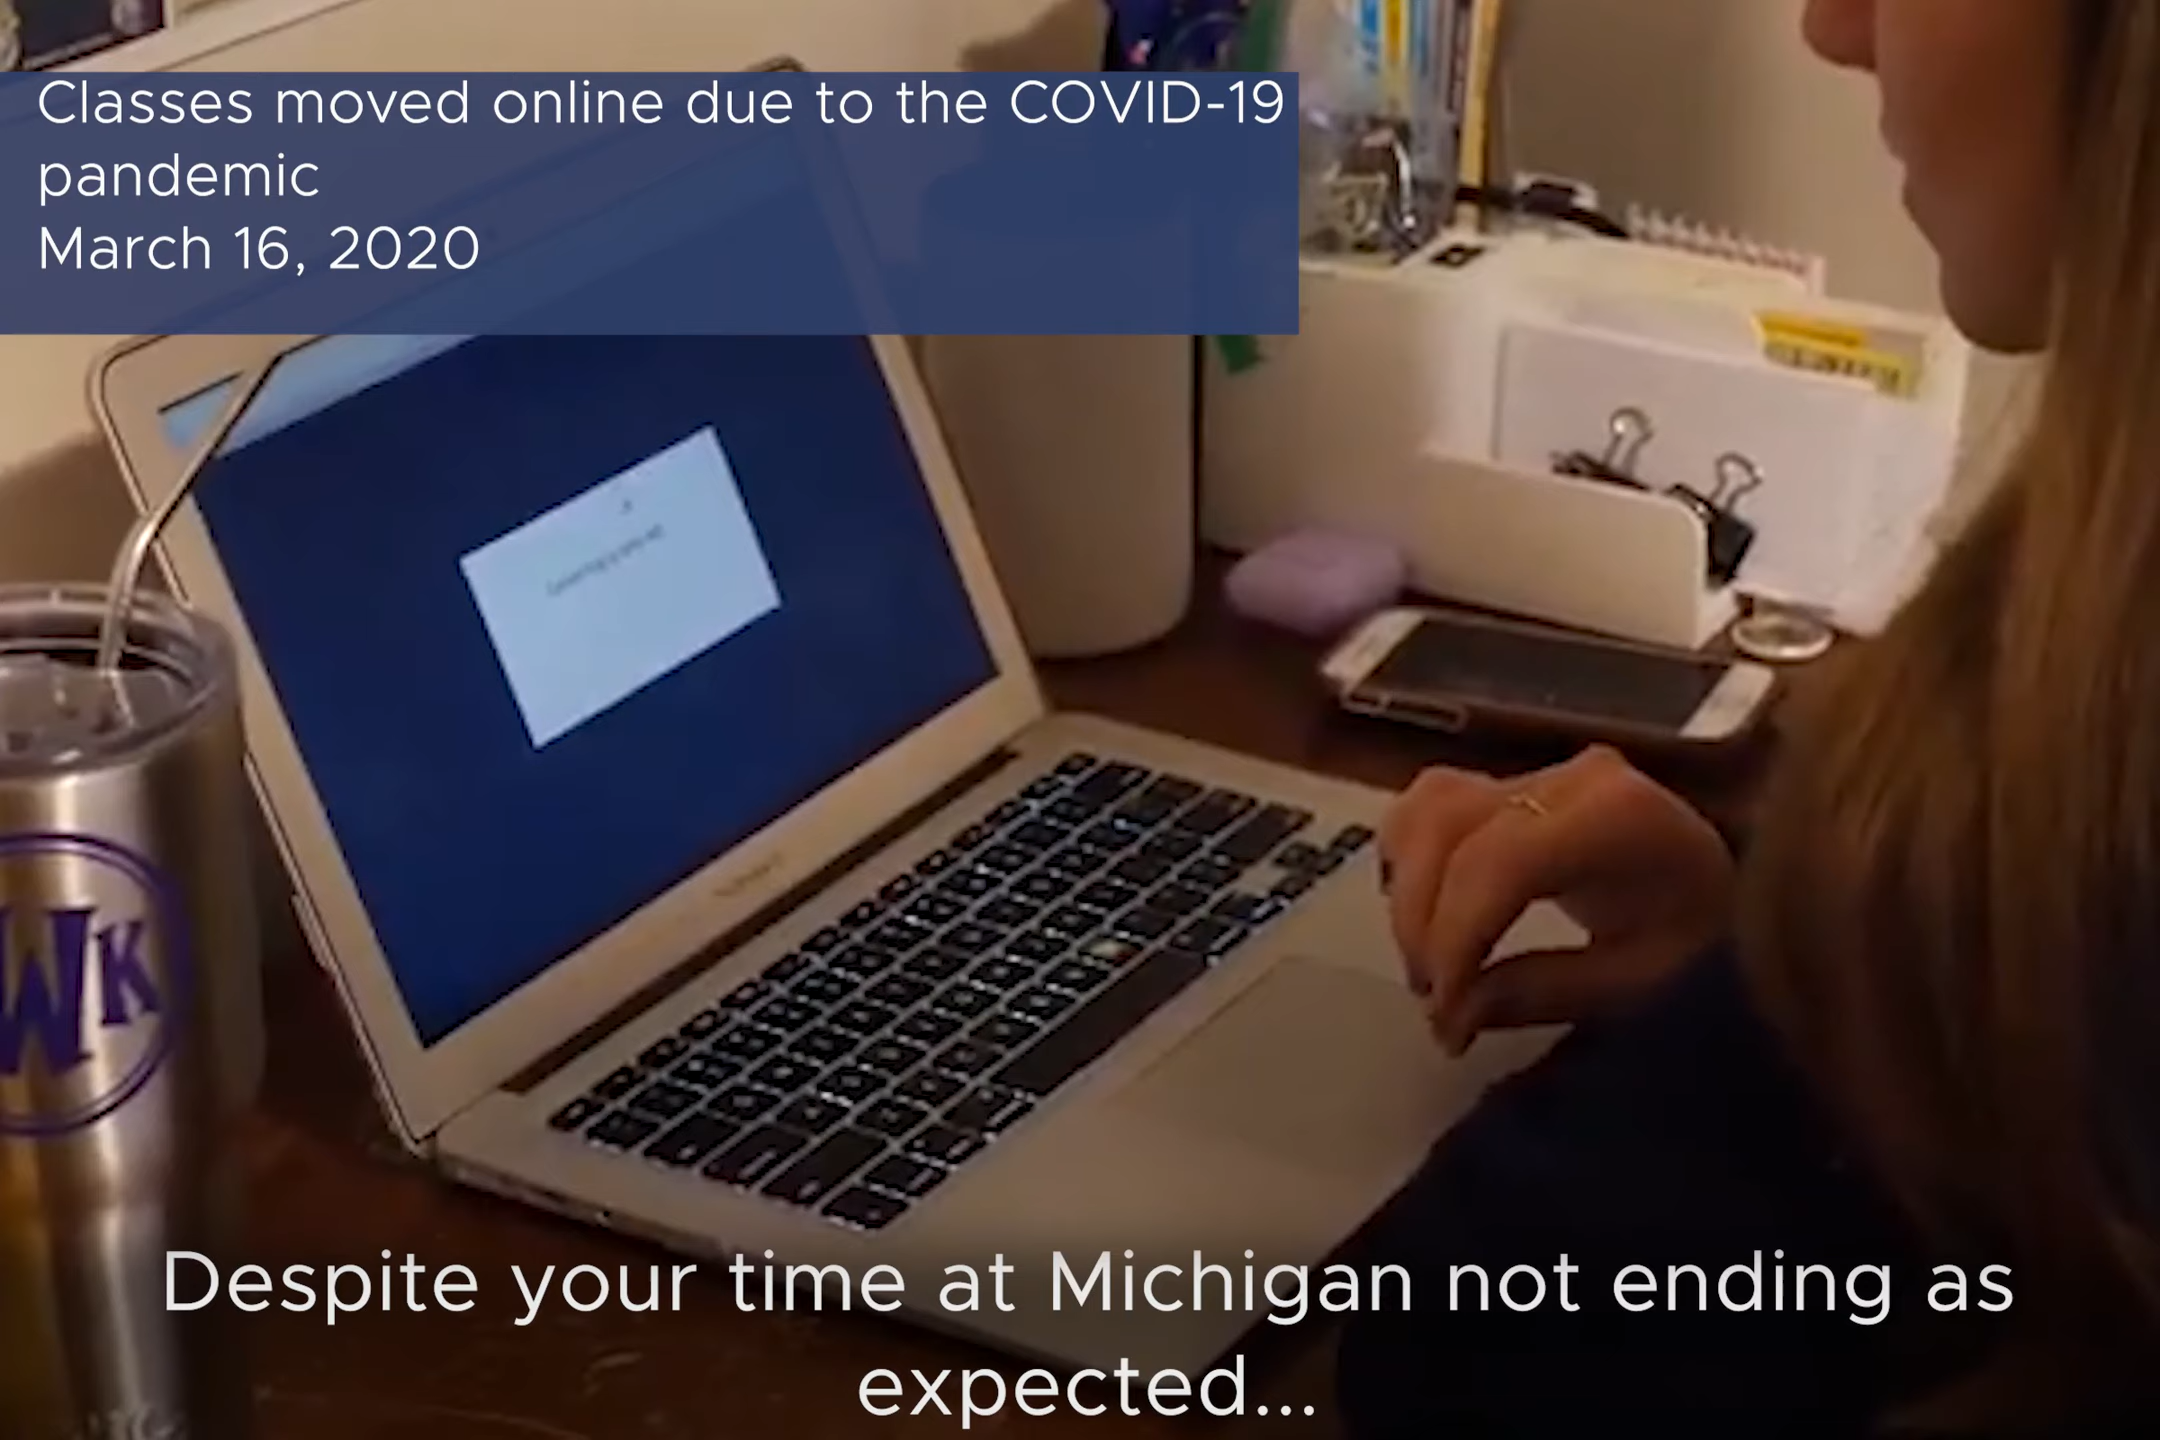 Classes moved online due to the COVID-19
pandemic
March 16, 2020
WK
Despite your time at Michigan not ending as
expected...